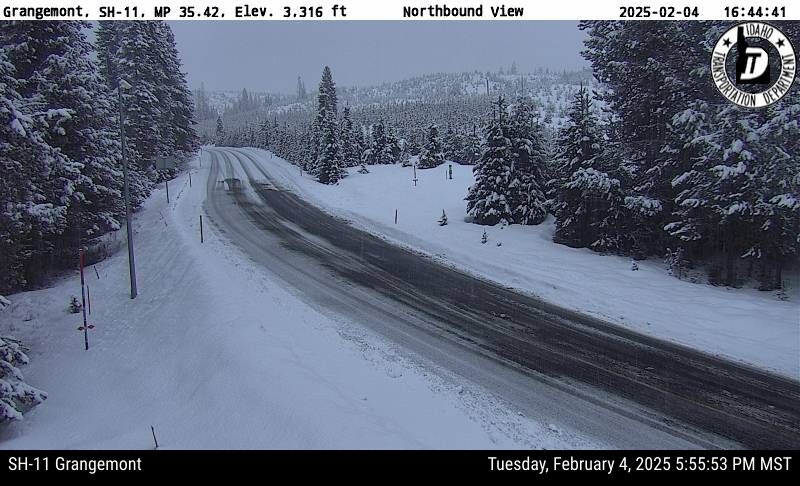 Grangemont, SH-11, MP 35.42, Elev. 3,316 ft Northbound View 2025-02-04 16:44:41
IDAHO
TRANSPORTATION DEPARTMENT
SH-11 Grangemont Tuesday, February 4, 2025 5:55:53 PM MST